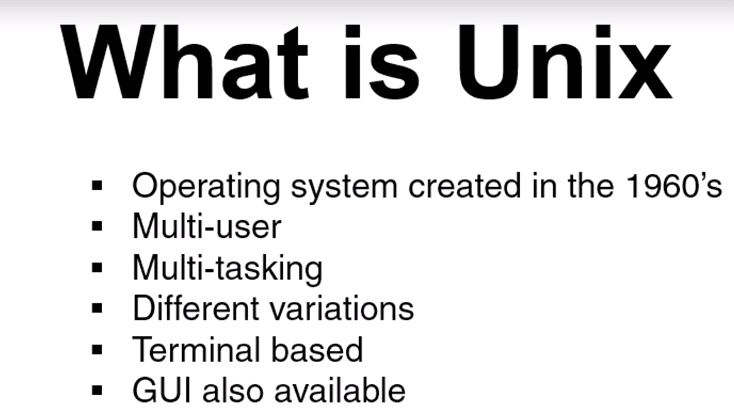 What is Unix
▪ Operating system created in the 1960’s
▪ Multi-user
▪ Multi-tasking
▪ Different variations
▪ Terminal based
▪ GUI also available